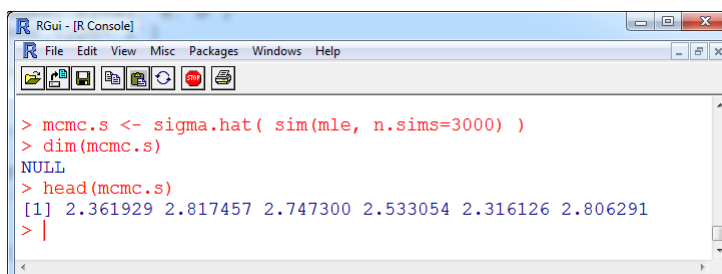 RGui - [R Console]
File Edit View Misc Packages Windows Help
STOP
> mcmc.s <- sigma.hat( sim(mle, n.sims=3000) )
> dim(mcmc.s)
NULL
> head(mcmc.s)
[1] 2.361929 2.817457 2.747300 2.533054 2.316126 2.806291
>